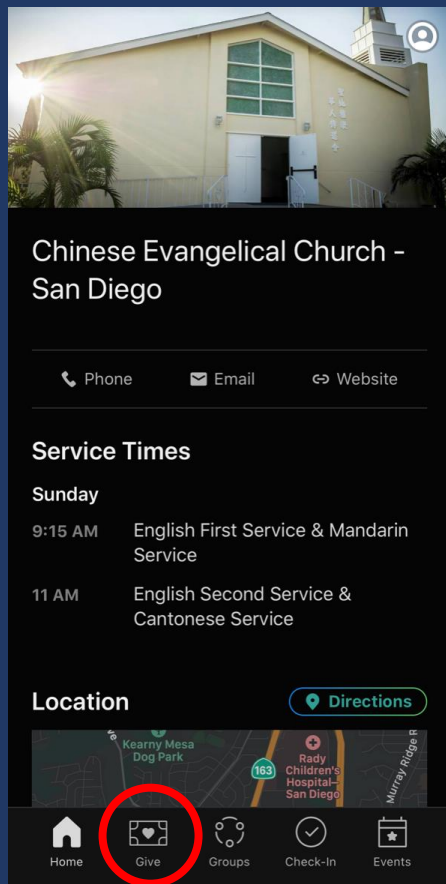 Chinese Evangelical Church -
San Diego
Phone
Email
Website
Service Times
Sunday
9:15 AM English First Service & Mandarin
Service
11 AM English Second Service &
Cantonese Service
Location
Directions
Kearny Mesa
Dog Park
163
Rady
Children's
Hospital-
San Diego
Murray Ridge R
Home
Give
Groups
Check-In
Events